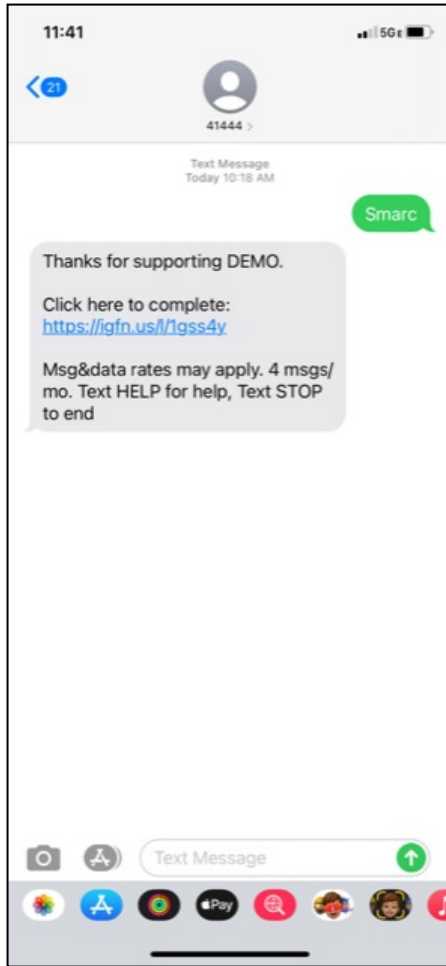 11:41
5GE
21
41444 >
Text Message
Today 10:18 AM
Smarc
Thanks for supporting DEMO.
Click here to complete:
https://igfn.us/l/1gss4y
Msg&data rates may apply. 4 msgs/
mo. Text HELP for help, Text STOP
to end
Text Message
Pay